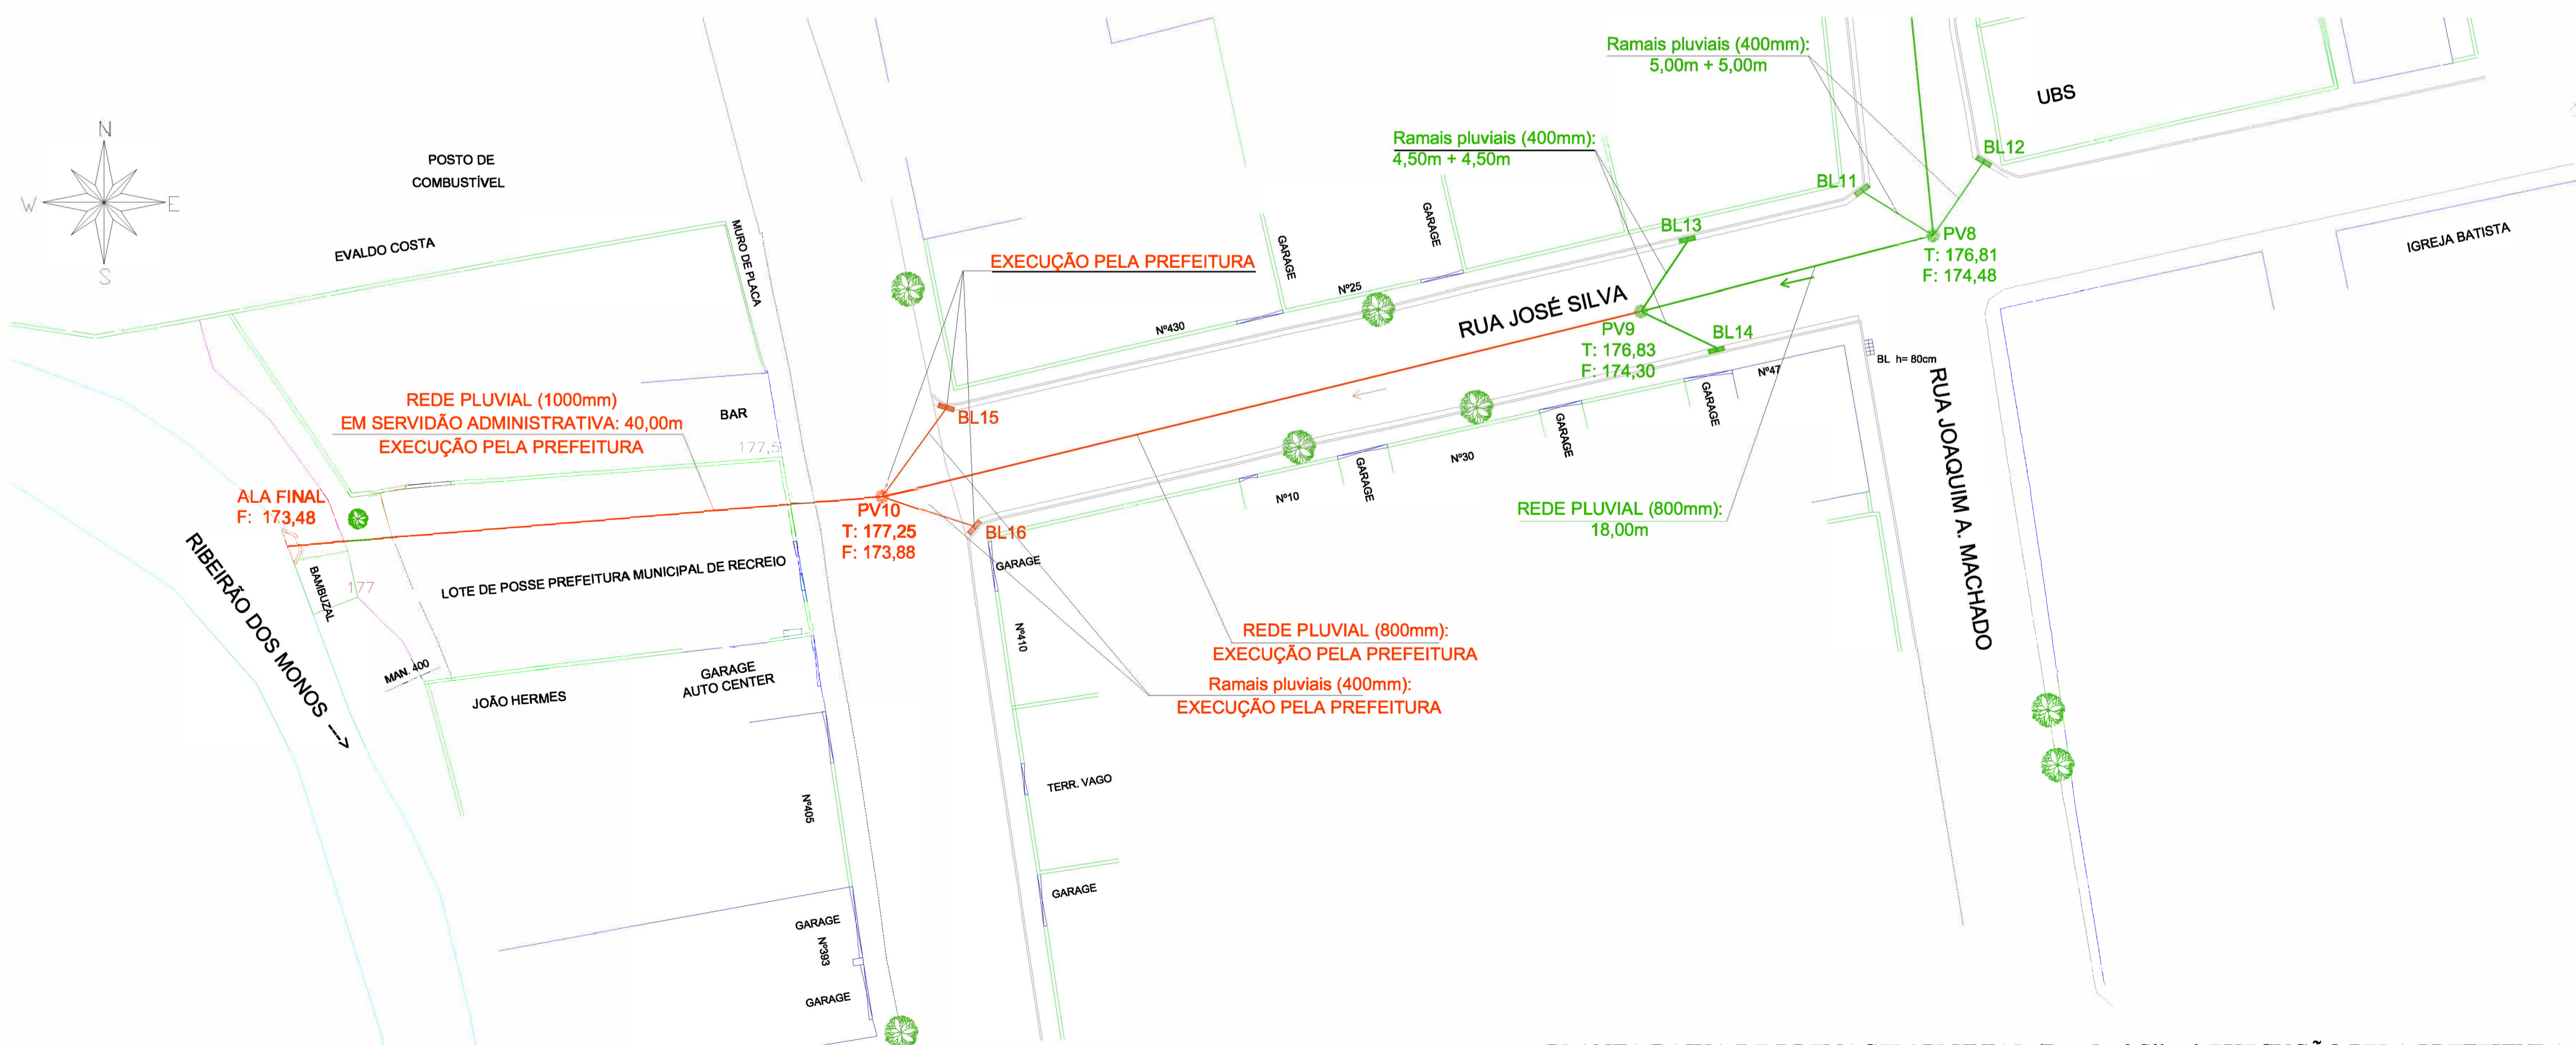 Ramais pluviais (400mm):
5,00m + 5,00m
UBS
N
W
E
S
POSTO DE
COMBUSTÍVEL
Ramais pluviais (400mm):
4,50m + 4,50m
BL12
BL11
BL13
PV8
T: 176,81
F: 174,48
IGREJA BATISTA
EVALDO COSTA
MURO DE PLACA
EXECUÇÃO PELA PREFEITURA
GARAGE
GARAGE
Nº25
Nº430
RUA JOSÉ SILVA
PV9
T: 176,83
F: 174,30
BL14
BL h= 80cm
Nº47
GARAGE
RUA JOAQUIM A. MACHADO
REDE PLUVIAL (1000mm)
EM SERVIDÃO ADMINISTRATIVA: 40,00m
EXECUÇÃO PELA PREFEITURA
BAR
177,5
BL15
GARAGE
Nº30
GARAGE
Nº10
ALA FINAL
F: 173,48
PV10
T: 177,25
F: 173,88
BL16
REDE PLUVIAL (800mm):
18,00m
RIBEIRÃO DOS MONOS --->
BAMBUZAL
177
LOTE DE POSSE PREFEITURA MUNICIPAL DE RECREIO
GARAGE
Nº410
REDE PLUVIAL (800mm):
EXECUÇÃO PELA PREFEITURA
Ramais pluviais (400mm):
EXECUÇÃO PELA PREFEITURA
MAN. 400
JOÃO HERMES
GARAGE
AUTO CENTER
TERR. VAGO
Nº405
GARAGE
GARAGE
Nº393
GARAGE